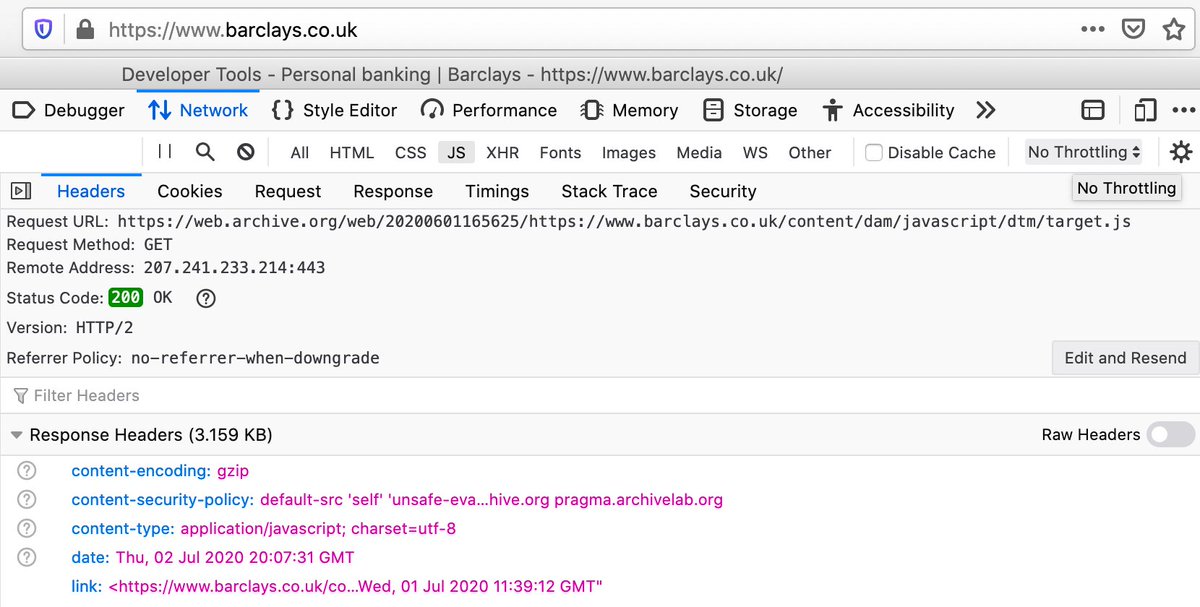 https://www.barclays.co.uk
Developer Tools - Personal banking | Barclays - https://www.barclays.co.uk/
Debugger Network {} Style Editor Performance Memory Storage Accessibility
All HTML CSS JS XHR Fonts Images Media WS Other Disable Cache No Throttling
Headers Cookies Request Response Timings Stack Trace Security No Throttling
Request URL: https://web.archive.org/web/20200601165625/https://www.barclays.co.uk/content/dam/javascript/dtm/target.js
Request Method: GET
Remote Address: 207.241.233.214:443
Status Code: 200 OK ?
Version: HTTP/2
Referrer Policy: no-referrer-when-downgrade
Edit and Resend
Filter Headers
Response Headers (3.159 KB) Raw Headers
? content-encoding: gzip
? content-security-policy: default-src 'self' 'unsafe-eva...hive.org pragma.archivelab.org
? content-type: application/javascript; charset=utf-8
? date: Thu, 02 Jul 2020 20:07:31 GMT
link: <https://www.barclays.co.uk/co...Wed, 01 Jul 2020 11:39:12 GMT"